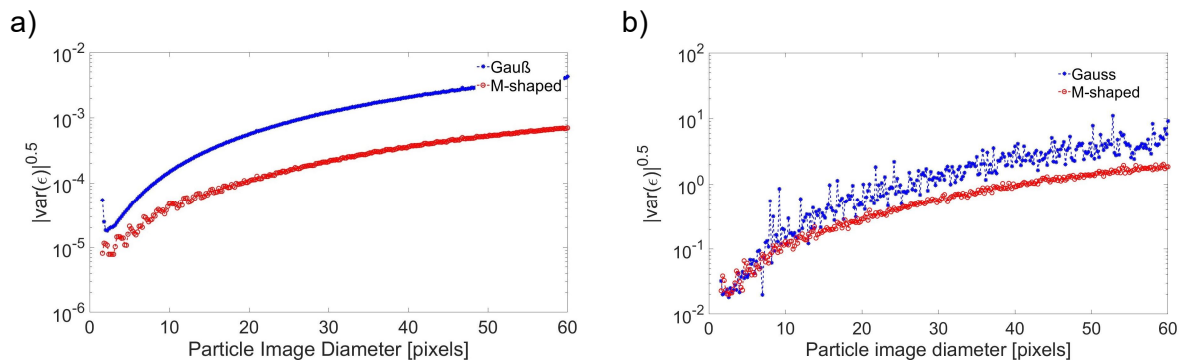 a)
10^-2
10^-3
10^-4
10^-5
10^-6
|var(ϵ)|^0.5
Gauß
M-shaped
0 10 20 30 40 50 60
Particle Image Diameter [pixels]
b)
10^2
10^1
10^0
10^-1
10^-2
|var(ϵ)|^0.5
Gauss
M-shaped
0 10 20 30 40 50 60
Particle image diameter [pixels]